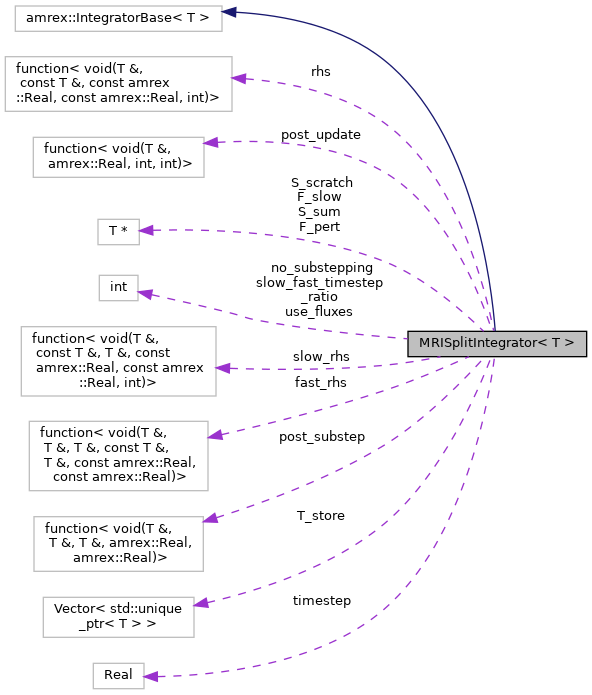 amrex::IntegratorBase< T >
function< void(T &,
const T &, const amrex
::Real, const amrex::Real, int)>
rhs
function< void(T &,
amrex::Real, int, int)>
post_update
S_scratch
F_slow
S_sum
F_pert
T *
no_substepping
slow_fast_timestep
_ratio
use_fluxes
int
MRISplitIntegrator< T >
function< void(T &,
const T &, T &, const
amrex::Real, const amrex
::Real, int)>
slow_rhs
fast_rhs
function< void(T &,
T &, T &, const T &,
T &, const amrex::Real,
const amrex::Real)>
post_substep
function< void(T &,
T &, T &, amrex::Real,
amrex::Real)>
T_store
Vector< std::unique
_ptr< T > >
timestep
Real